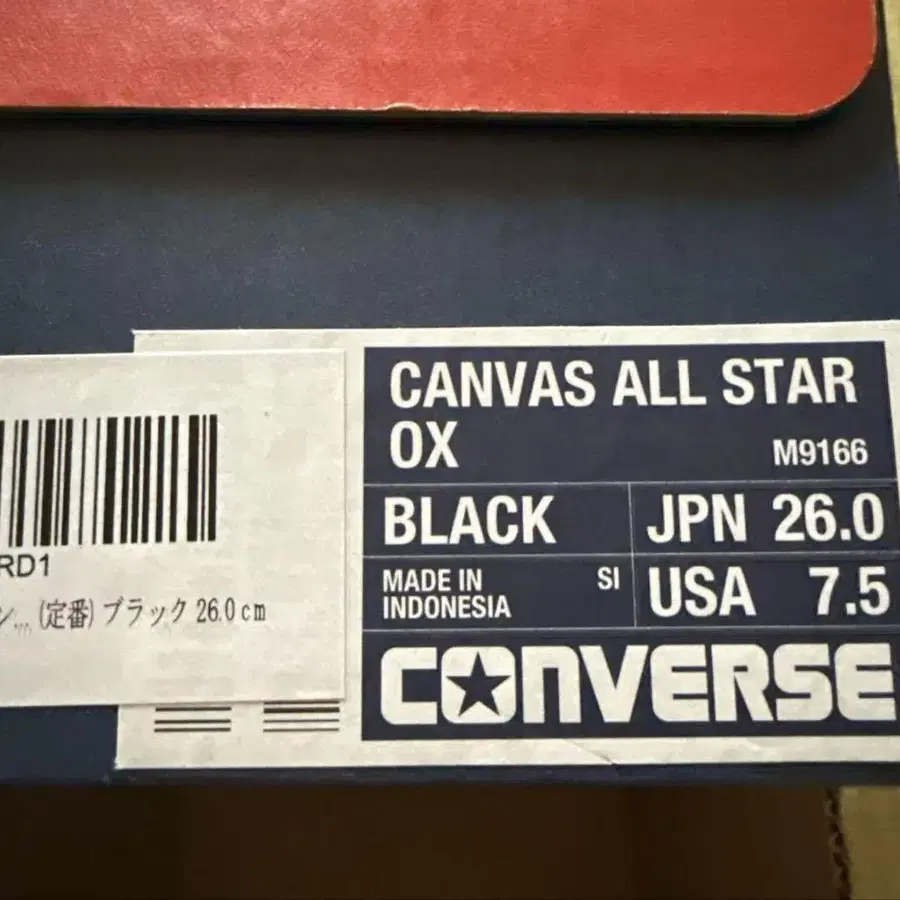 RD1
(定番) ブラック 26.0cm
CANVAS ALL STAR
OX
M9166
BLACK
JPN 26.0
MADE IN
INDONESIA
SI
USA 7.5
CONVERSE